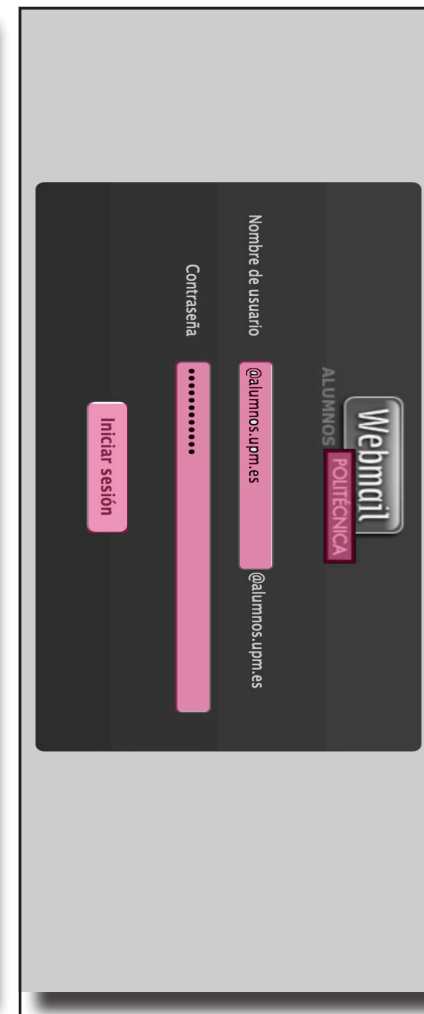 Webmail
ALUMNOS POLITÉCNICA
Nombre de usuario @alumnos.upm.es @alumnos.upm.es
Contraseña ••••••••••••
Iniciar sesión